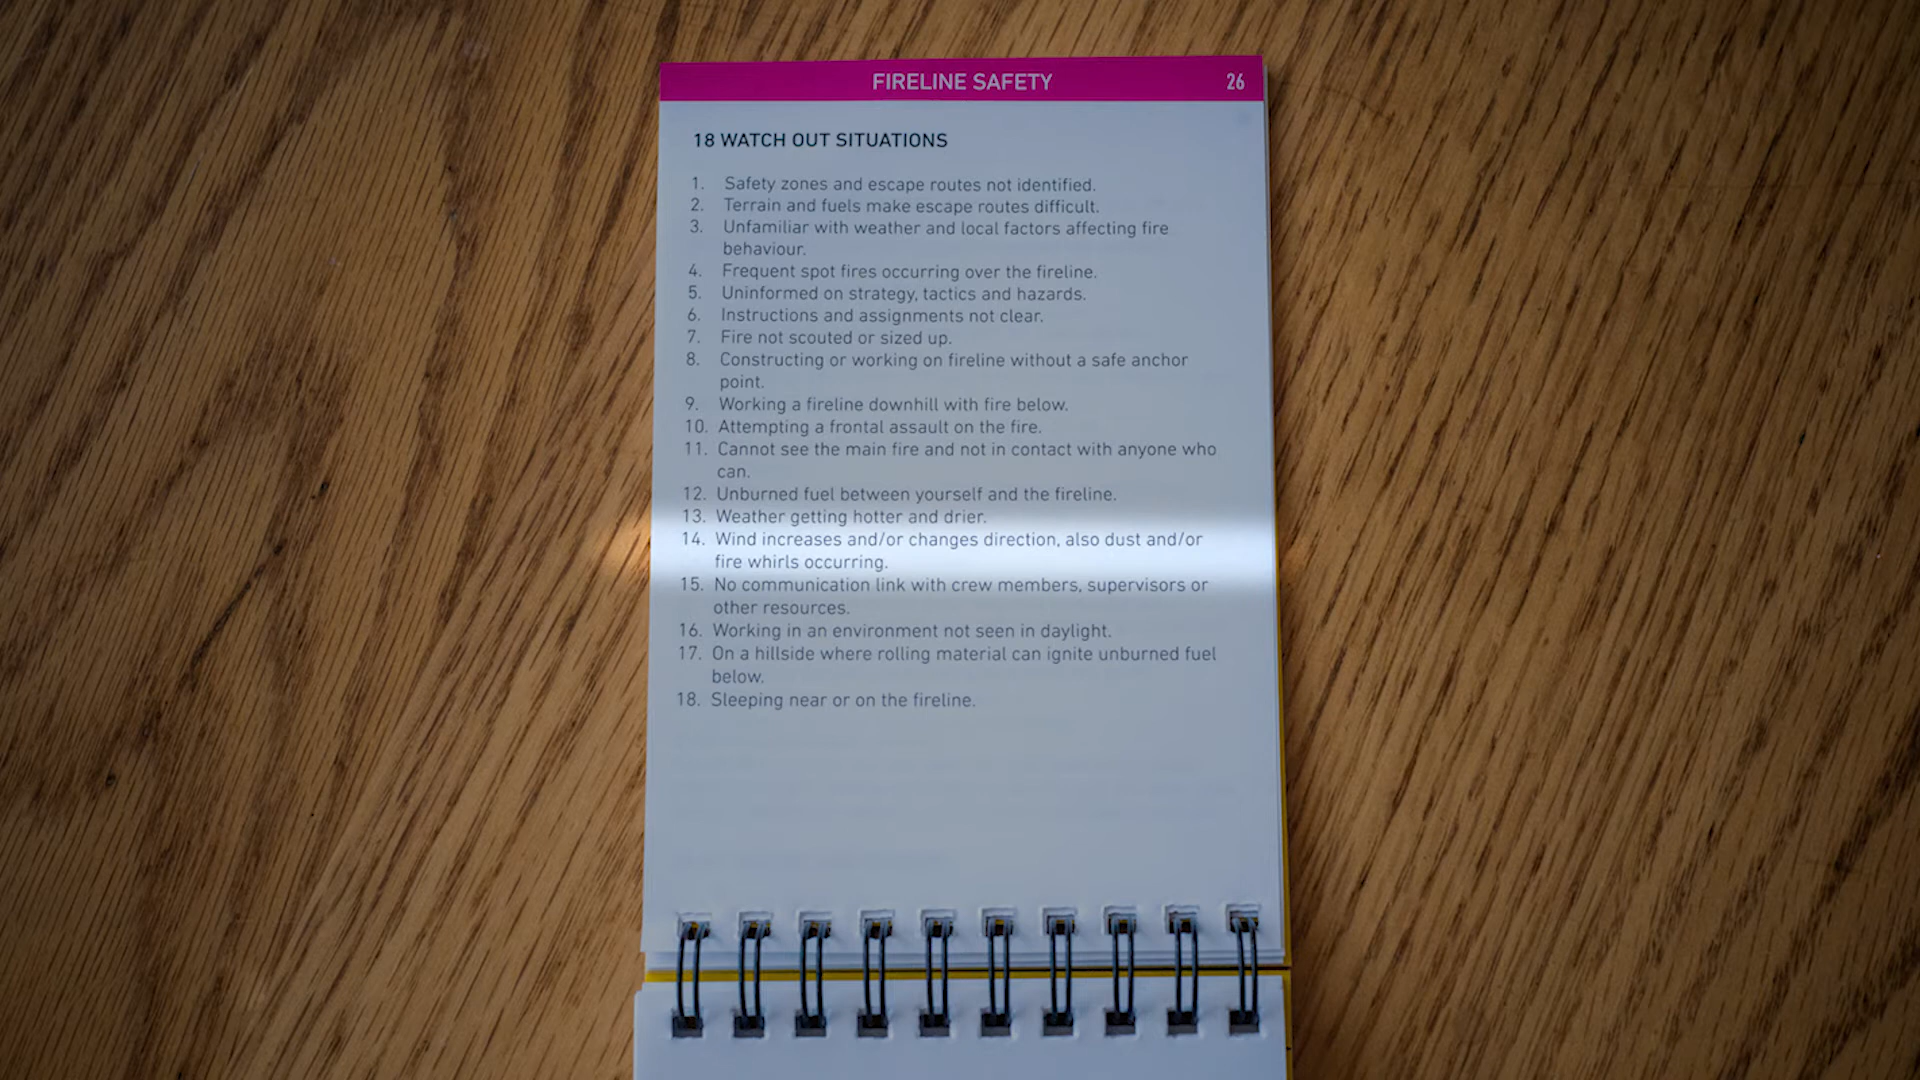 FIRELINE SAFETY 26
18 WATCH OUT SITUATIONS
1. Safety zones and escape routes not identified.
2. Terrain and fuels make escape routes difficult.
3. Unfamiliar with weather and local factors affecting fire
behaviour.
4. Frequent spot fires occurring over the fireline.
5. Uninformed on strategy, tactics and hazards.
6. Instructions and assignments not clear.
7. Fire not scouted or sized up.
8. Constructing or working on fireline without a safe anchor
point.
9. Working a fireline downhill with fire below.
10. Attempting a frontal assault on the fire.
11. Cannot see the main fire and not in contact with anyone who
can.
12. Unburned fuel between yourself and the fireline.
13. Weather getting hotter and drier.
14. Wind increases and/or changes direction, also dust and/or
fire whirls occurring.
15. No communication link with crew members, supervisors or
other resources.
16. Working in an environment not seen in daylight.
17. On a hillside where rolling material can ignite unburned fuel
below.
18. Sleeping near or on the fireline.